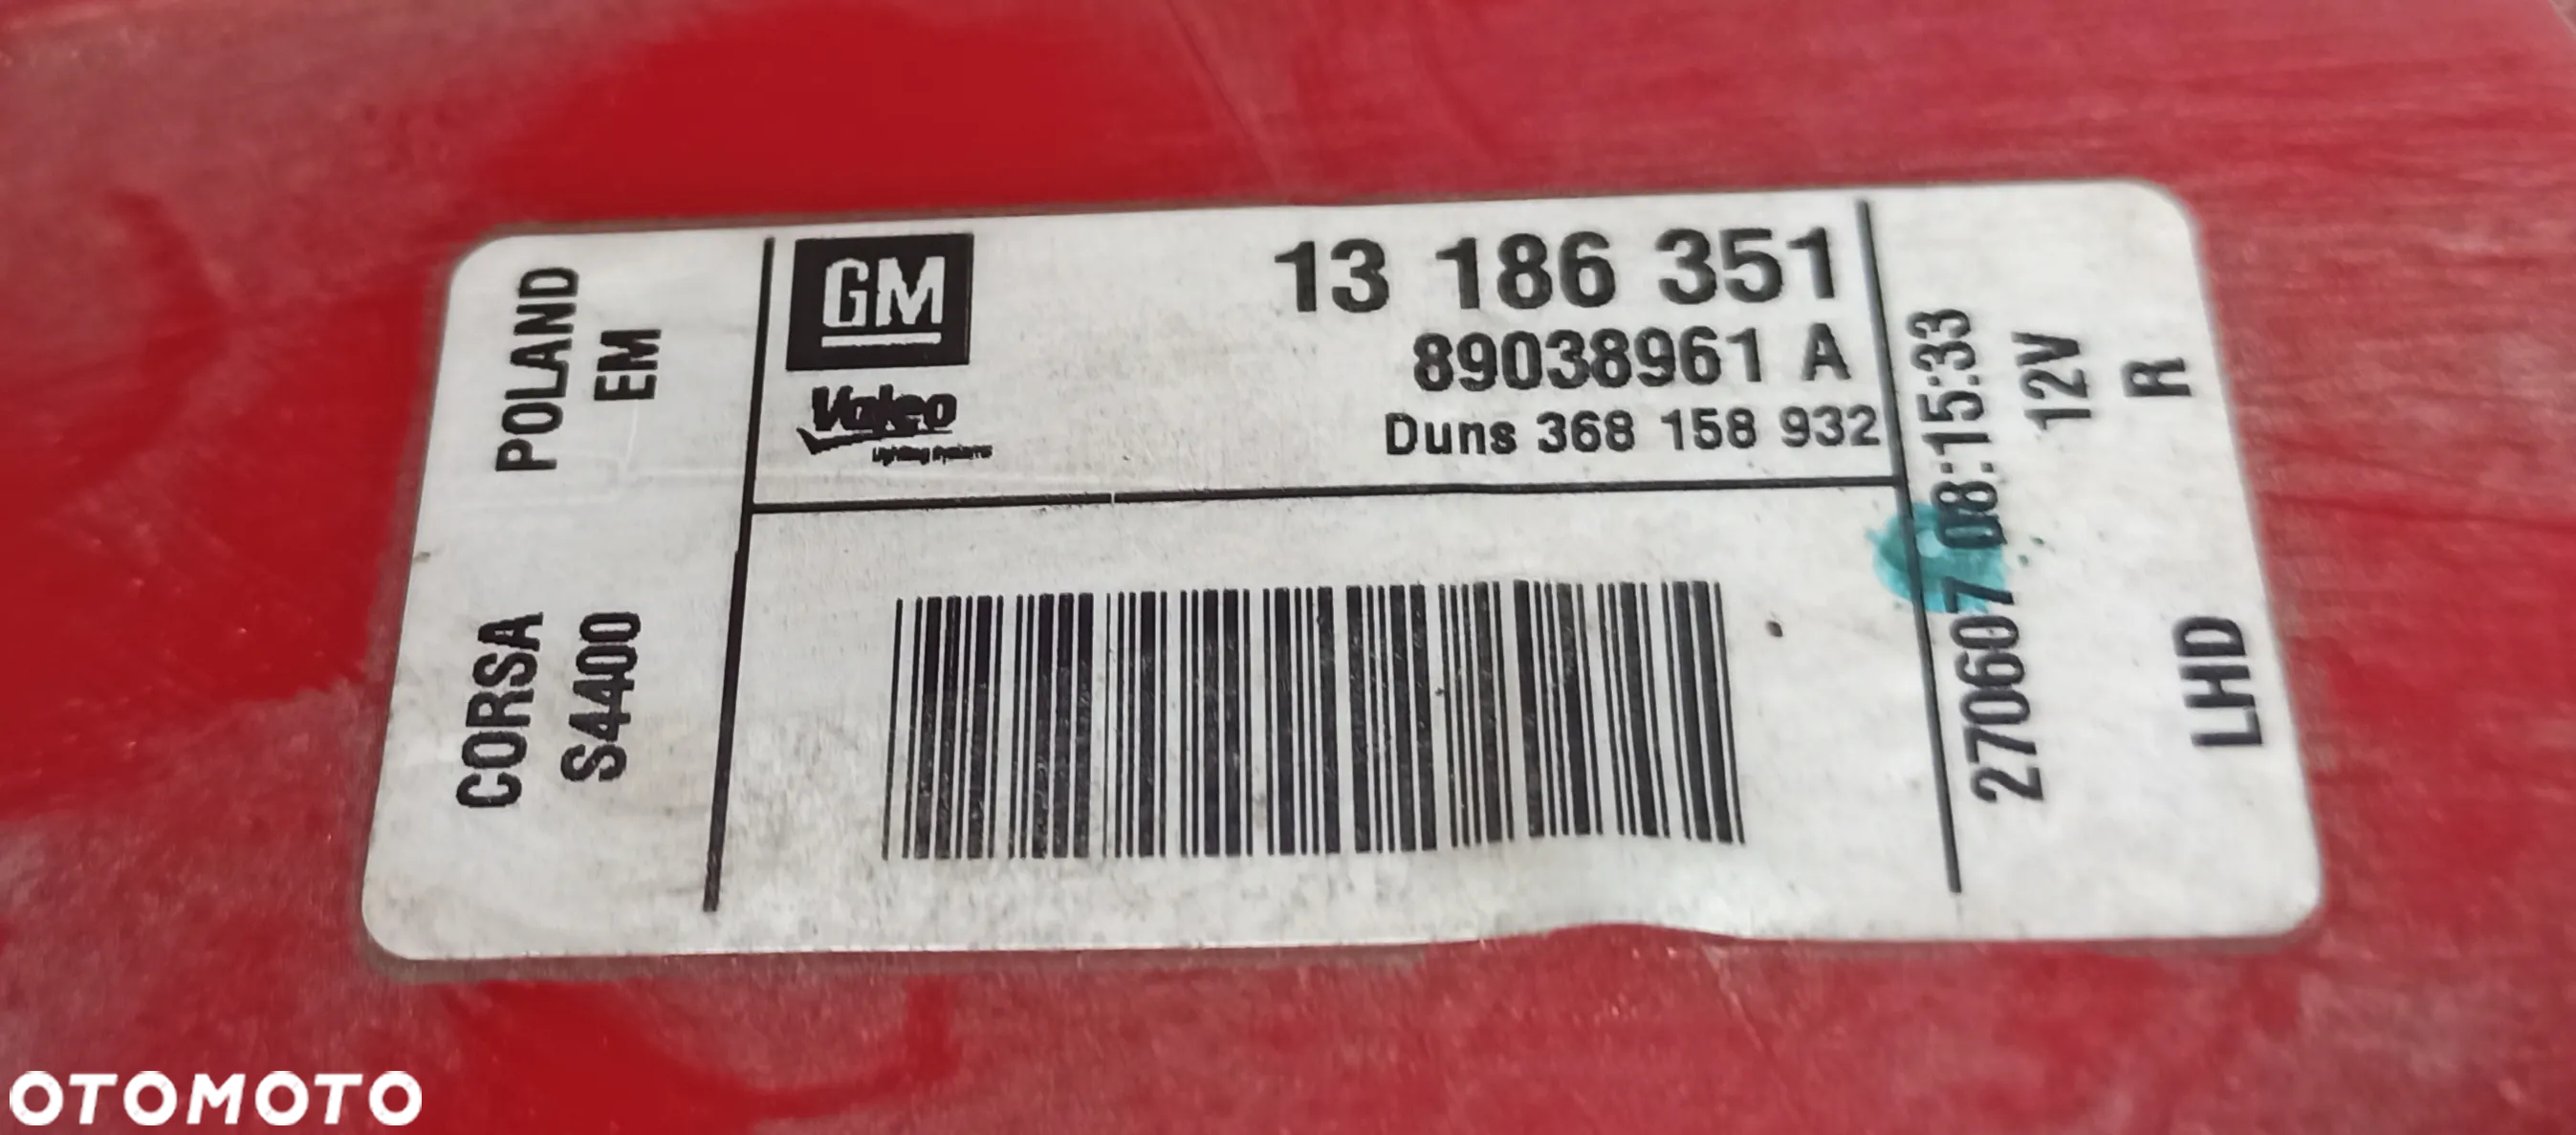 POLAND
EM
CORSA
S4400
GM
Valeo
Lighting Systems
13 186 351
89038961 A
Duns 368 158 932
270607 08:15:33
12V
R
LHD
OTOMOTO